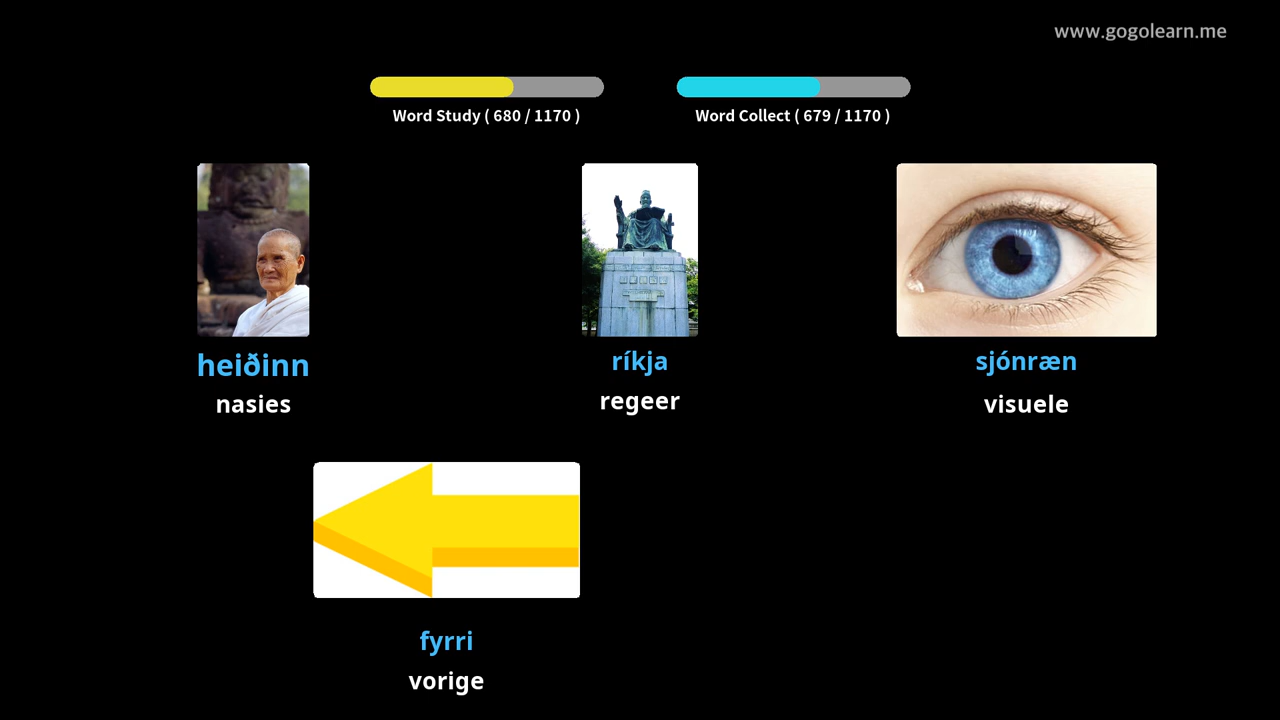 www.gogolearn.me
Word Study ( 680 / 1170 )
Word Collect ( 679 / 1170 )
heiðinn
nasies
ríkja
regeer
sjónræn
visuele
fyrri
vorige